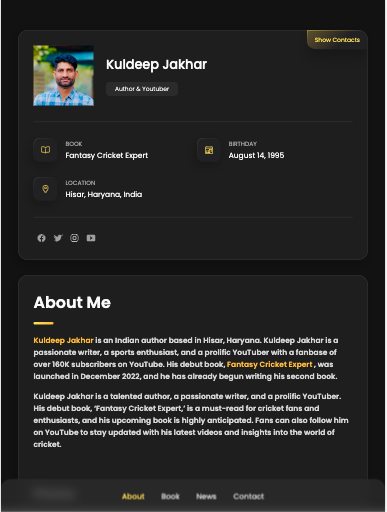 Show Contacts
Kuldeep Jakhar
Author & Youtuber
BOOK
Fantasy Cricket Expert
BIRTHDAY
August 14, 1995
LOCATION
Hisar, Haryana, India
About Me
Kuldeep Jakhar is an Indian author based in Hisar, Haryana. Kuldeep Jakhar is a
passionate writer, a sports enthusiast, and a prolific YouTuber with a fanbase of
over 160K subscribers on YouTube. His debut book, Fantasy Cricket Expert , was
launched in December 2022, and he has already begun writing his second book.
Kuldeep Jakhar is a talented author, a passionate writer, and a prolific YouTuber.
His debut book, 'Fantasy Cricket Expert,' is a must-read for cricket fans and
enthusiasts, and his upcoming book is highly anticipated. Fans can also follow him
on YouTube to stay updated with his latest videos and insights into the world of
cricket.
About Book News Contact